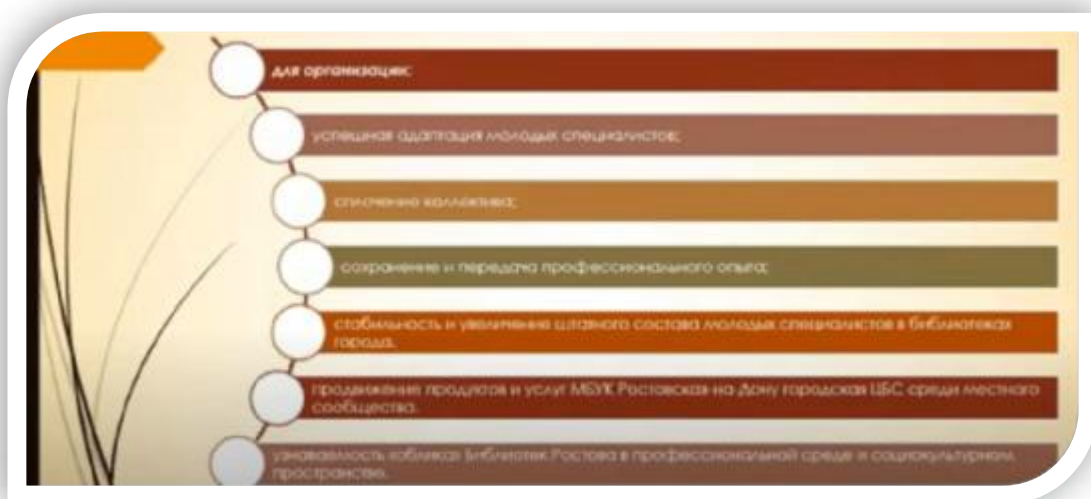 для организации:
успешная адаптация молодых специалистов;
сплочение коллектива;
сохранение и передача профессионального опыта;
стабильность и увеличение штатного состава молодых специалистов в библиотеках
города.
продвижение продуктов и услуг МБУК Ростовская-на-Дону городская ЦБС среди местного
сообщества.
узнаваемость «облика» Библиотек Ростова в профессиональной среде и социокультурном
пространстве.